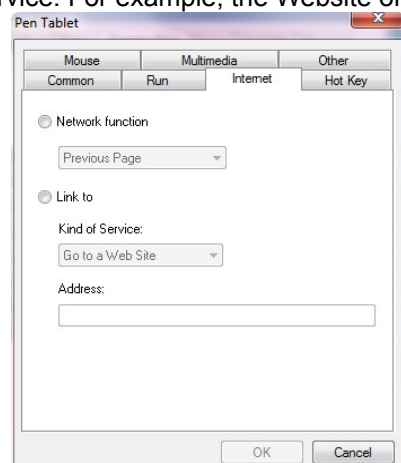 rvice. For example, the Website of
Pen Tablet
Mouse Multimedia Other
Common Run Internet Hot Key
Network function
Previous Page
Link to
Kind of Service:
Go to a Web Site
Address:
OK Cancel